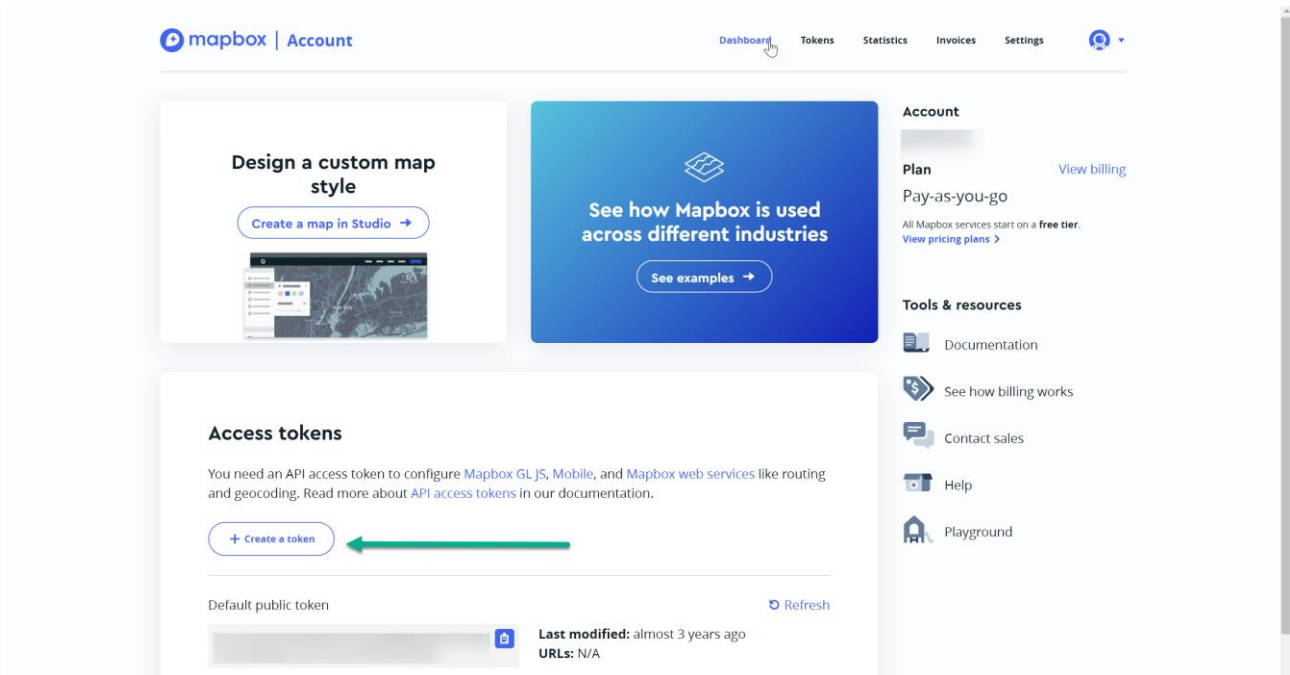 mapbox | Account
Dashboard
Tokens
Statistics
Invoices
Settings
Design a custom map
style
Create a map in Studio →
See how Mapbox is used
across different industries
See examples →
Account
Plan
View billing
Pay-as-you-go
All Mapbox services start on a free tier.
View pricing plans >
Tools & resources
Documentation
See how billing works
Contact sales
Help
Playground
Access tokens
You need an API access token to configure Mapbox GL JS, Mobile, and Mapbox web services like routing
and geocoding. Read more about API access tokens in our documentation.
+ Create a token
Default public token
Refresh
Last modified: almost 3 years ago
URLs: N/A